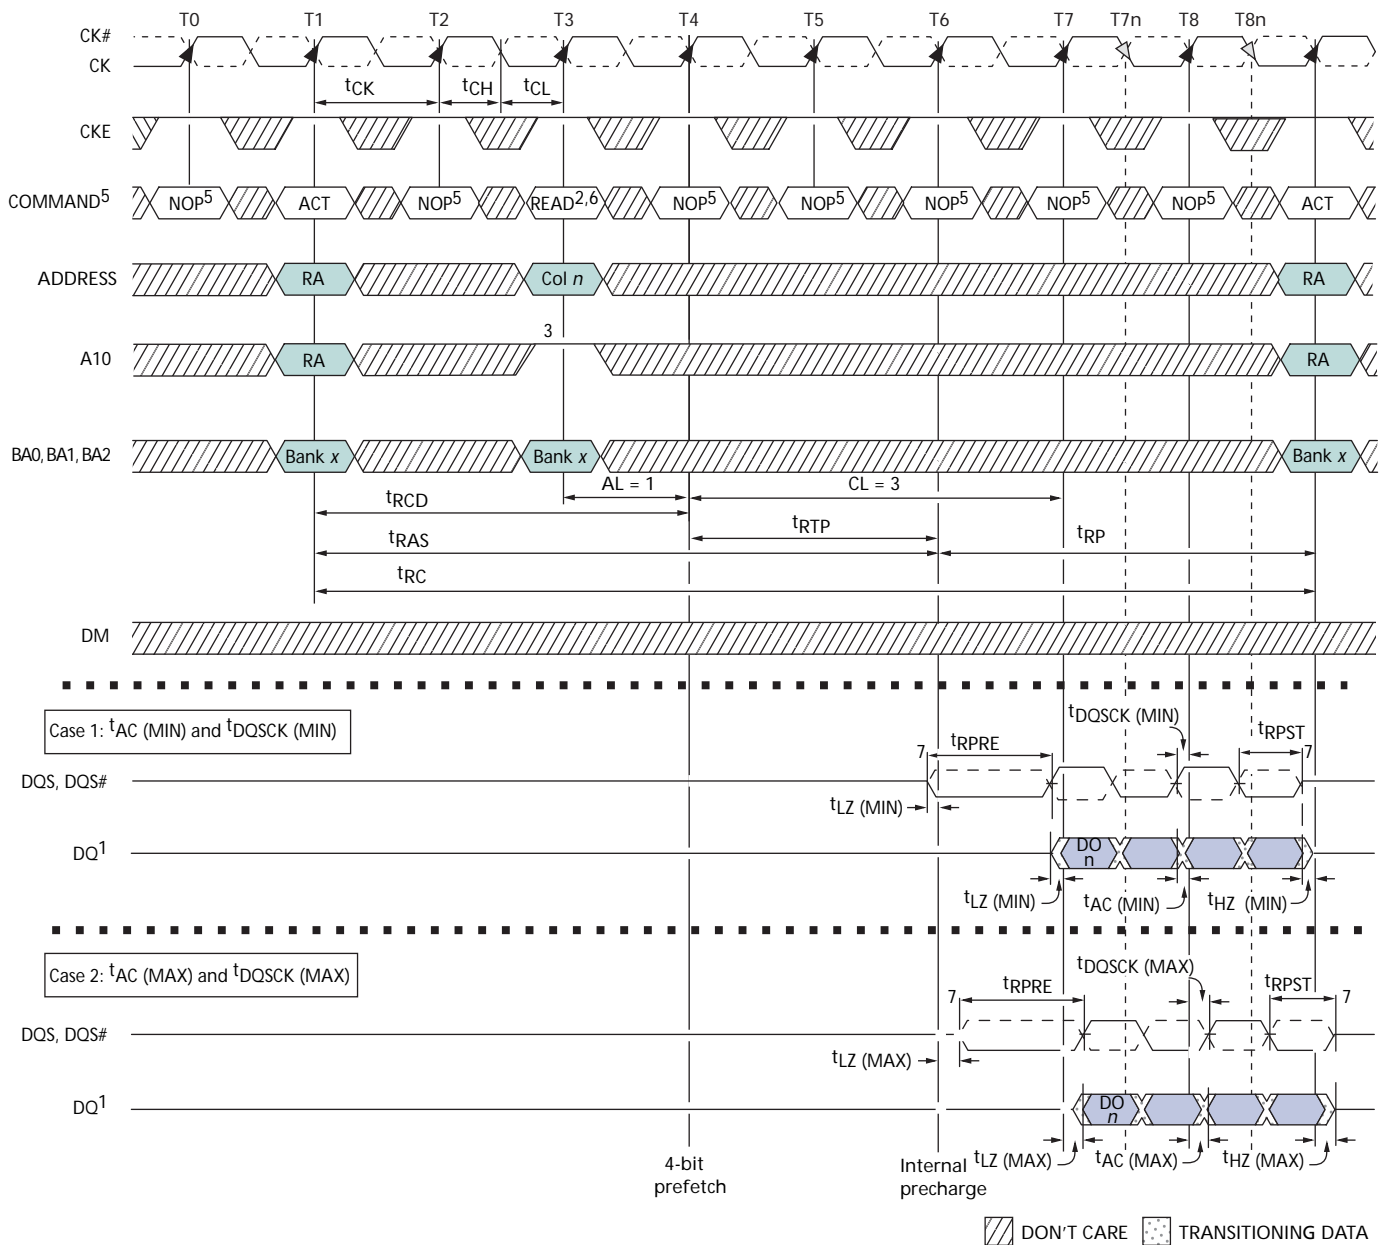 T0 T1 T2 T3 T4 T5 T6 T7 T7n T8 T8n
CK#
CK
tCK tCH tCL
CKE
COMMAND5 NOP5 ACT NOP5 READ2,6 NOP5 NOP5 NOP5 NOP5 NOP5 ACT
ADDRESS RA Col n RA
3
A10 RA RA
BA0, BA1, BA2 Bank x Bank x Bank x
AL = 1 CL = 3
tRCD
tRTP
tRAS tRP
tRC
DM
Case 1: tAC (MIN) and tDQSCK (MIN)
tDQSCK (MIN)
7 tRPRE tRPST 7
DQS, DQS#
tLZ (MIN)
DQ1 DO n
tLZ (MIN) tAC (MIN) tHZ (MIN)
Case 2: tAC (MAX) and tDQSCK (MAX)
tDQSCK (MAX)
7 tRPRE tRPST 7
DQS, DQS#
tLZ (MAX)
DQ1 DO n
tLZ (MAX) tAC (MAX) tHZ (MAX)
4-bit
prefetch
Internal
precharge
DON'T CARE TRANSITIONING DATA